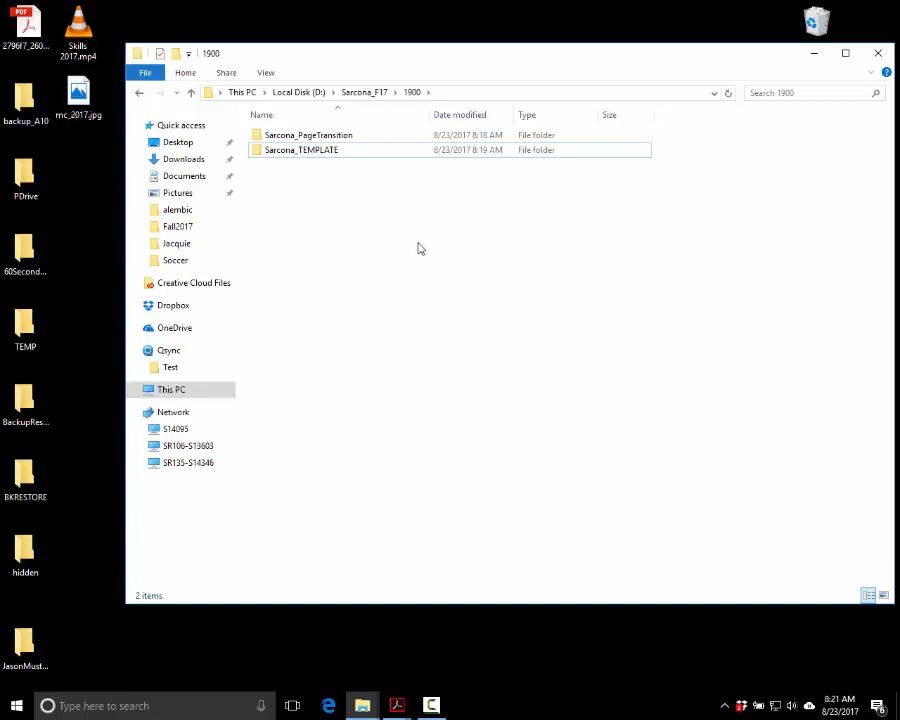 PDF
2796f7_260...
Skills
2017.mp4
backup_A10
mc_2017.jpg
PDrive
60Second...
TEMP
BackupRes...
BKRESTORE
hidden
JasonMust...
1900
File
Home
Share
View
This PC
Local Disk (D:)
Sarcona_F17
1900
Search 1900
Name
Date modified
Type
Size
Sarcona_PageTransition
8/23/2017 8:18 AM
File folder
Sarcona_TEMPLATE
8/23/2017 8:19 AM
File folder
Quick access
Desktop
Downloads
Documents
Pictures
alembic
Fall2017
Jacquie
Soccer
Creative Cloud Files
Dropbox
OneDrive
Qsync
Test
This PC
Network
S14095
SR106-S13603
SR135-S14346
2 items
Type here to search
8:21 AM
8/23/2017